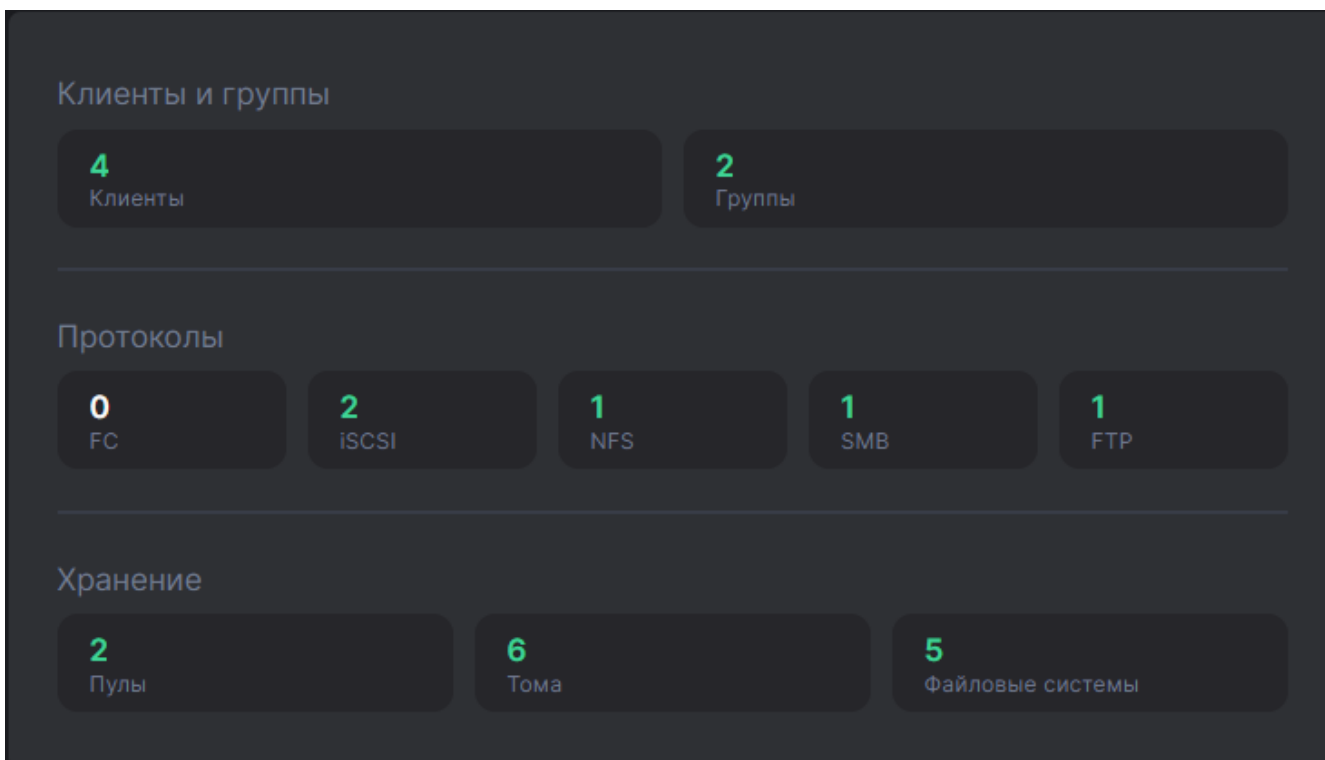 Клиенты и группы
4
Клиенты
2
Группы
Протоколы
0
FC
2
iSCSI
1
NFS
1
SMB
1
FTP
Хранение
2
Пулы
6
Тома
5
Файловые системы